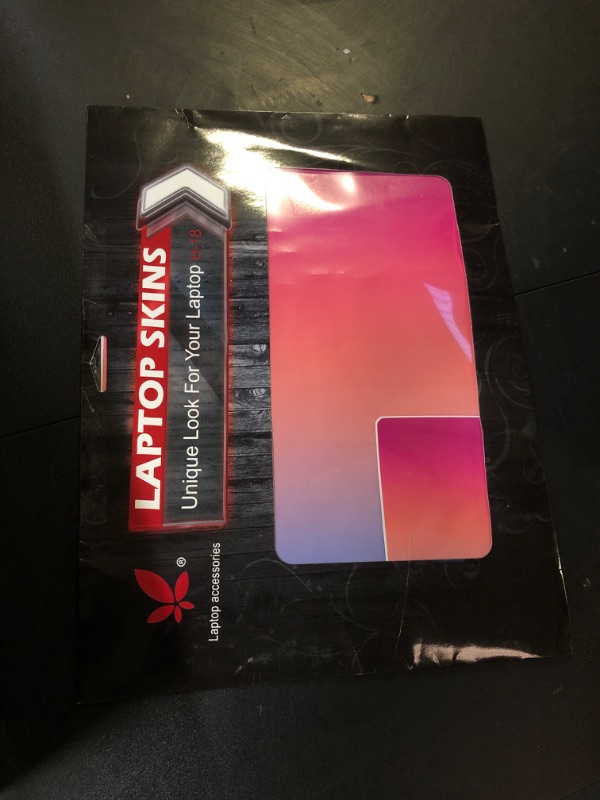 LAPTOP SKINS
Unique Look For Your Laptop
®
Laptop accessories